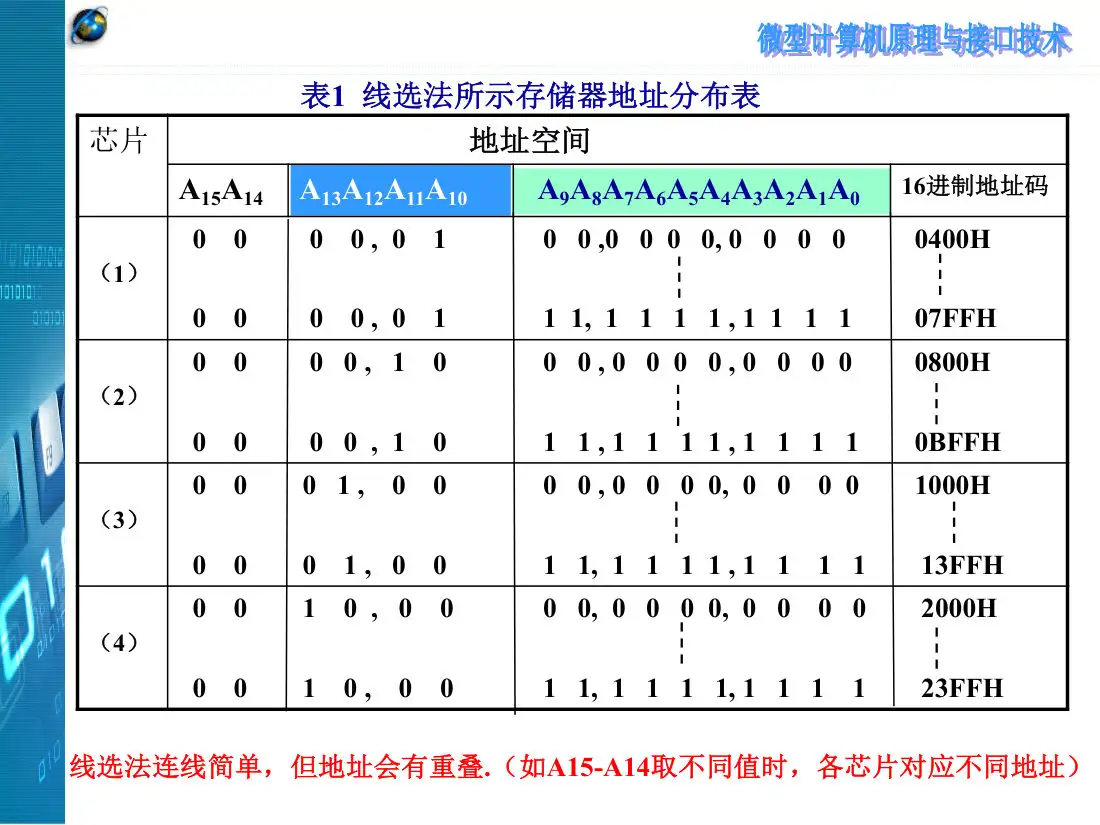 微型计算机原理与接口技术
表1 线选法所示存储器地址分布表
芯片 地址空间
A15A14 A13A12A11A10 A9A8A7A6A5A4A3A2A1A0 16进制地址码
0 0 0 0 , 0 1 0 0 ,0 0 0 0, 0 0 0 0 0400H
（1）
0 0 0 0 , 0 1 1 1, 1 1 1 1 , 1 1 1 1 07FFH
0 0 0 0 , 1 0 0 0 , 0 0 0 0 , 0 0 0 0 0800H
（2）
0 0 0 0 , 1 0 1 1 , 1 1 1 1 , 1 1 1 1 0BFFH
0 0 0 1 , 0 0 0 0 , 0 0 0 0, 0 0 0 0 1000H
（3）
0 0 0 1 , 0 0 1 1, 1 1 1 1 , 1 1 1 1 13FFH
0 0 1 0 , 0 0 0 0, 0 0 0 0, 0 0 0 0 2000H
（4）
0 0 1 0 , 0 0 1 1, 1 1 1 1, 1 1 1 1 23FFH
线选法连线简单，但地址会有重叠.（如A15-A14取不同值时，各芯片对应不同地址）